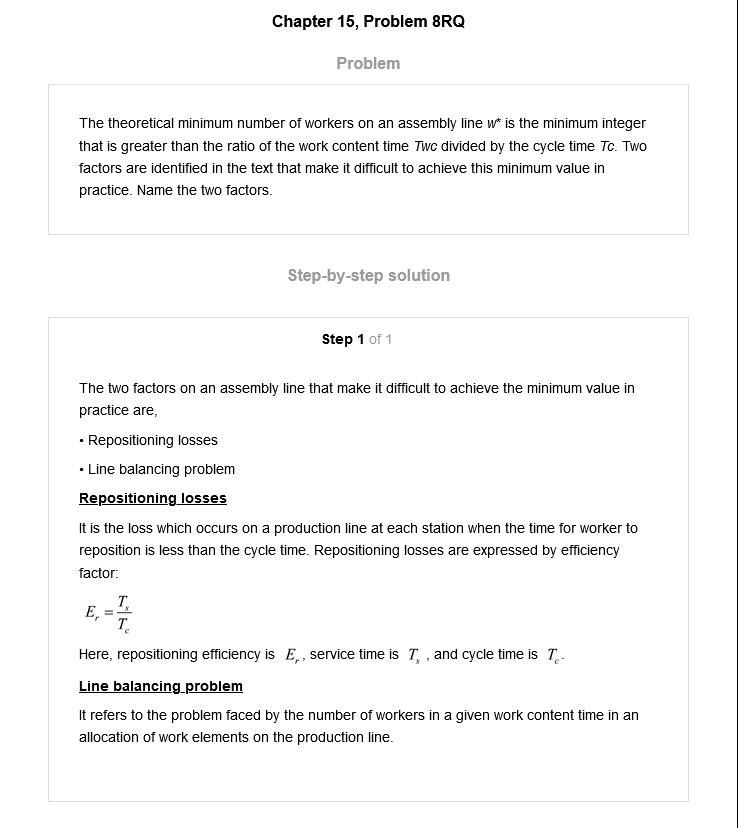 Chapter 15, Problem 8RQ
Problem
The theoretical minimum number of workers on an assembly line w* is the minimum integer
that is greater than the ratio of the work content time Twc divided by the cycle time Tc. Two
factors are identified in the text that make it difficult to achieve this minimum value in
practice. Name the two factors.
Step-by-step solution
Step 1 of 1
The two factors on an assembly line that make it difficult to achieve the minimum value in
practice are,
• Repositioning losses
• Line balancing problem
Repositioning losses
It is the loss which occurs on a production line at each station when the time for worker to
reposition is less than the cycle time. Repositioning losses are expressed by efficiency
factor:
E_r = T_s / T_c
Here, repositioning efficiency is E_r, service time is T_s , and cycle time is T_c.
Line balancing problem
It refers to the problem faced by the number of workers in a given work content time in an
allocation of work elements on the production line.